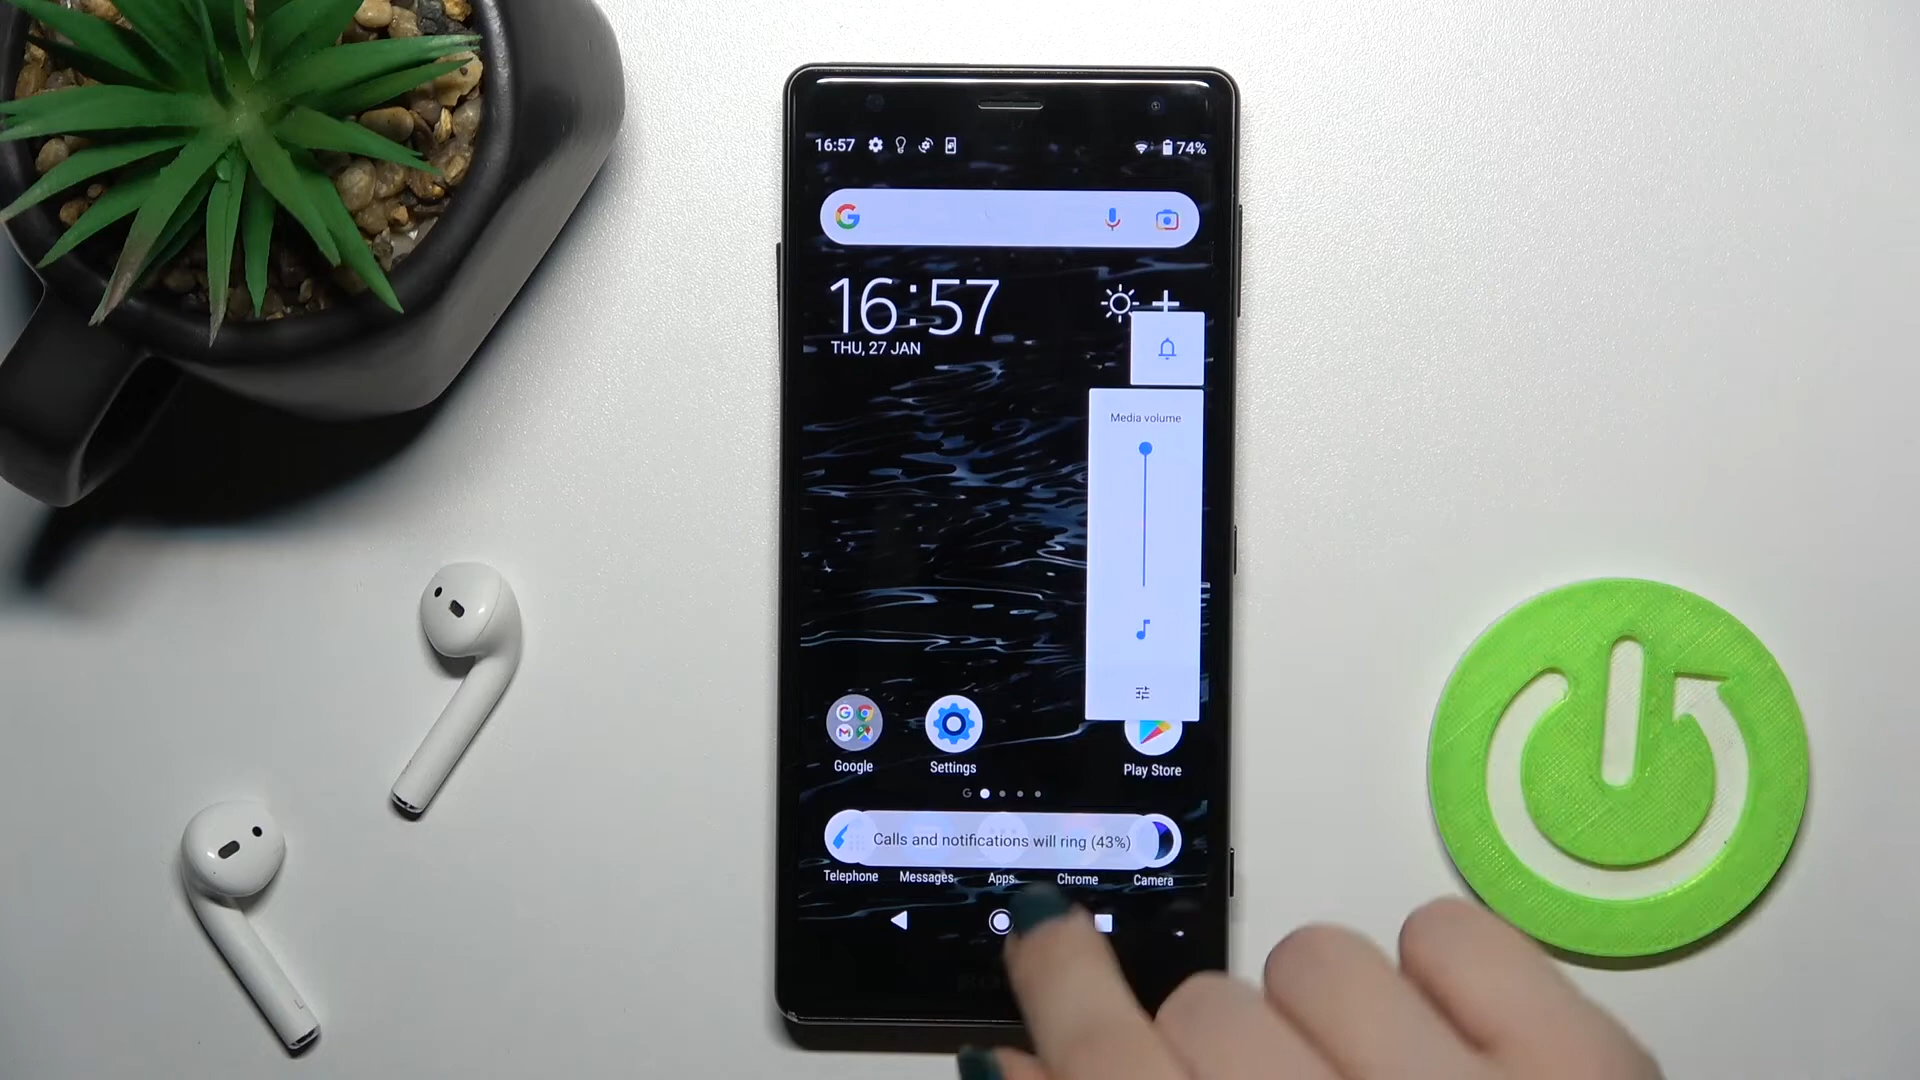 16:57
74%
G
16:57
THU, 27 JAN
Media volume
Google
Settings
Play Store
G
Calls and notifications will ring (43%)
Telephone
Messages
Apps
Chrome
Camera
L